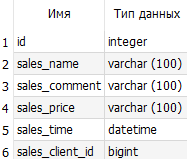 Имя Тип данных
1 id integer
2 sales_name varchar (100)
3 sales_comment varchar (100)
4 sales_price varchar (100)
5 sales_time datetime
6 sales_client_id bigint